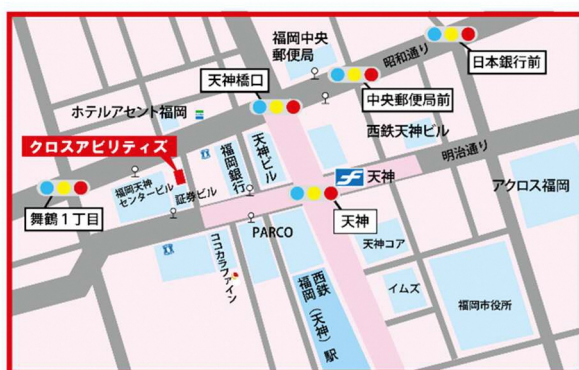 福岡中央
郵便局
昭和通り
日本銀行前
天神橋口
中央郵便局前
ホテルアセント福岡
西鉄天神ビル
明治通り
クロスアビリティズ
天神ビル
福岡銀行
天神
アクロス福岡
福岡天神
センタービル
証券ビル
舞鶴1丁目
天神
PARCO
天神コア
ココカラファイン
西鉄
福岡(天神)駅
イムズ
福岡市役所